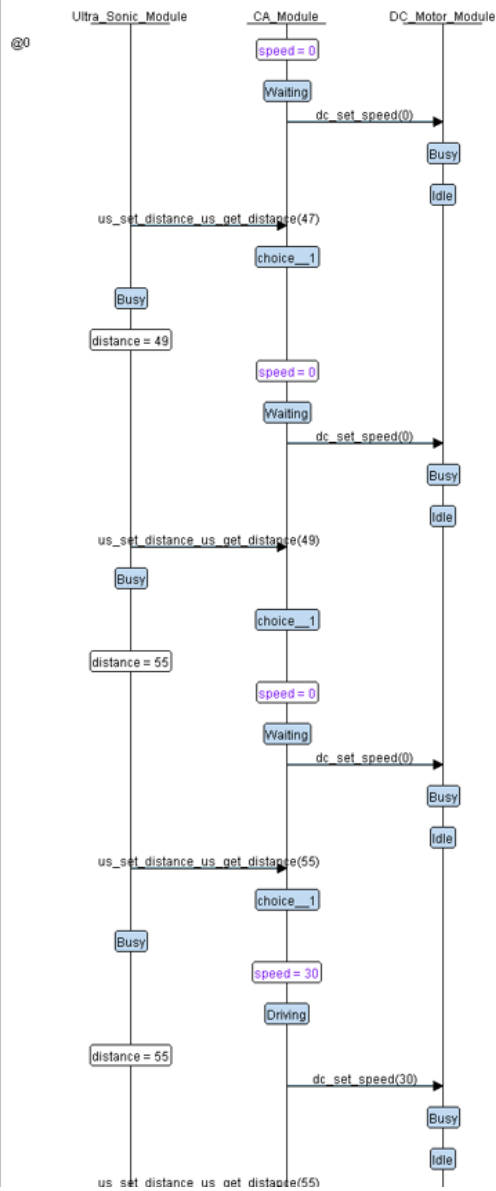 Ultra_Sonic_Module CA_Module DC_Motor_Module
@0
speed = 0
Waiting
dc_set_speed(0)
Busy
Idle
us_set_distance_us_get_distance(47)
choice__1
Busy
distance = 49
speed = 0
Waiting
dc_set_speed(0)
Busy
Idle
us_set_distance_us_get_distance(49)
Busy
choice__1
distance = 55
speed = 0
Waiting
dc_set_speed(0)
Busy
Idle
us_set_distance_us_get_distance(55)
choice__1
Busy
speed = 30
Driving
distance = 55
dc_set_speed(30)
Busy
Idle
us_set_distance_us_get_distance(55)